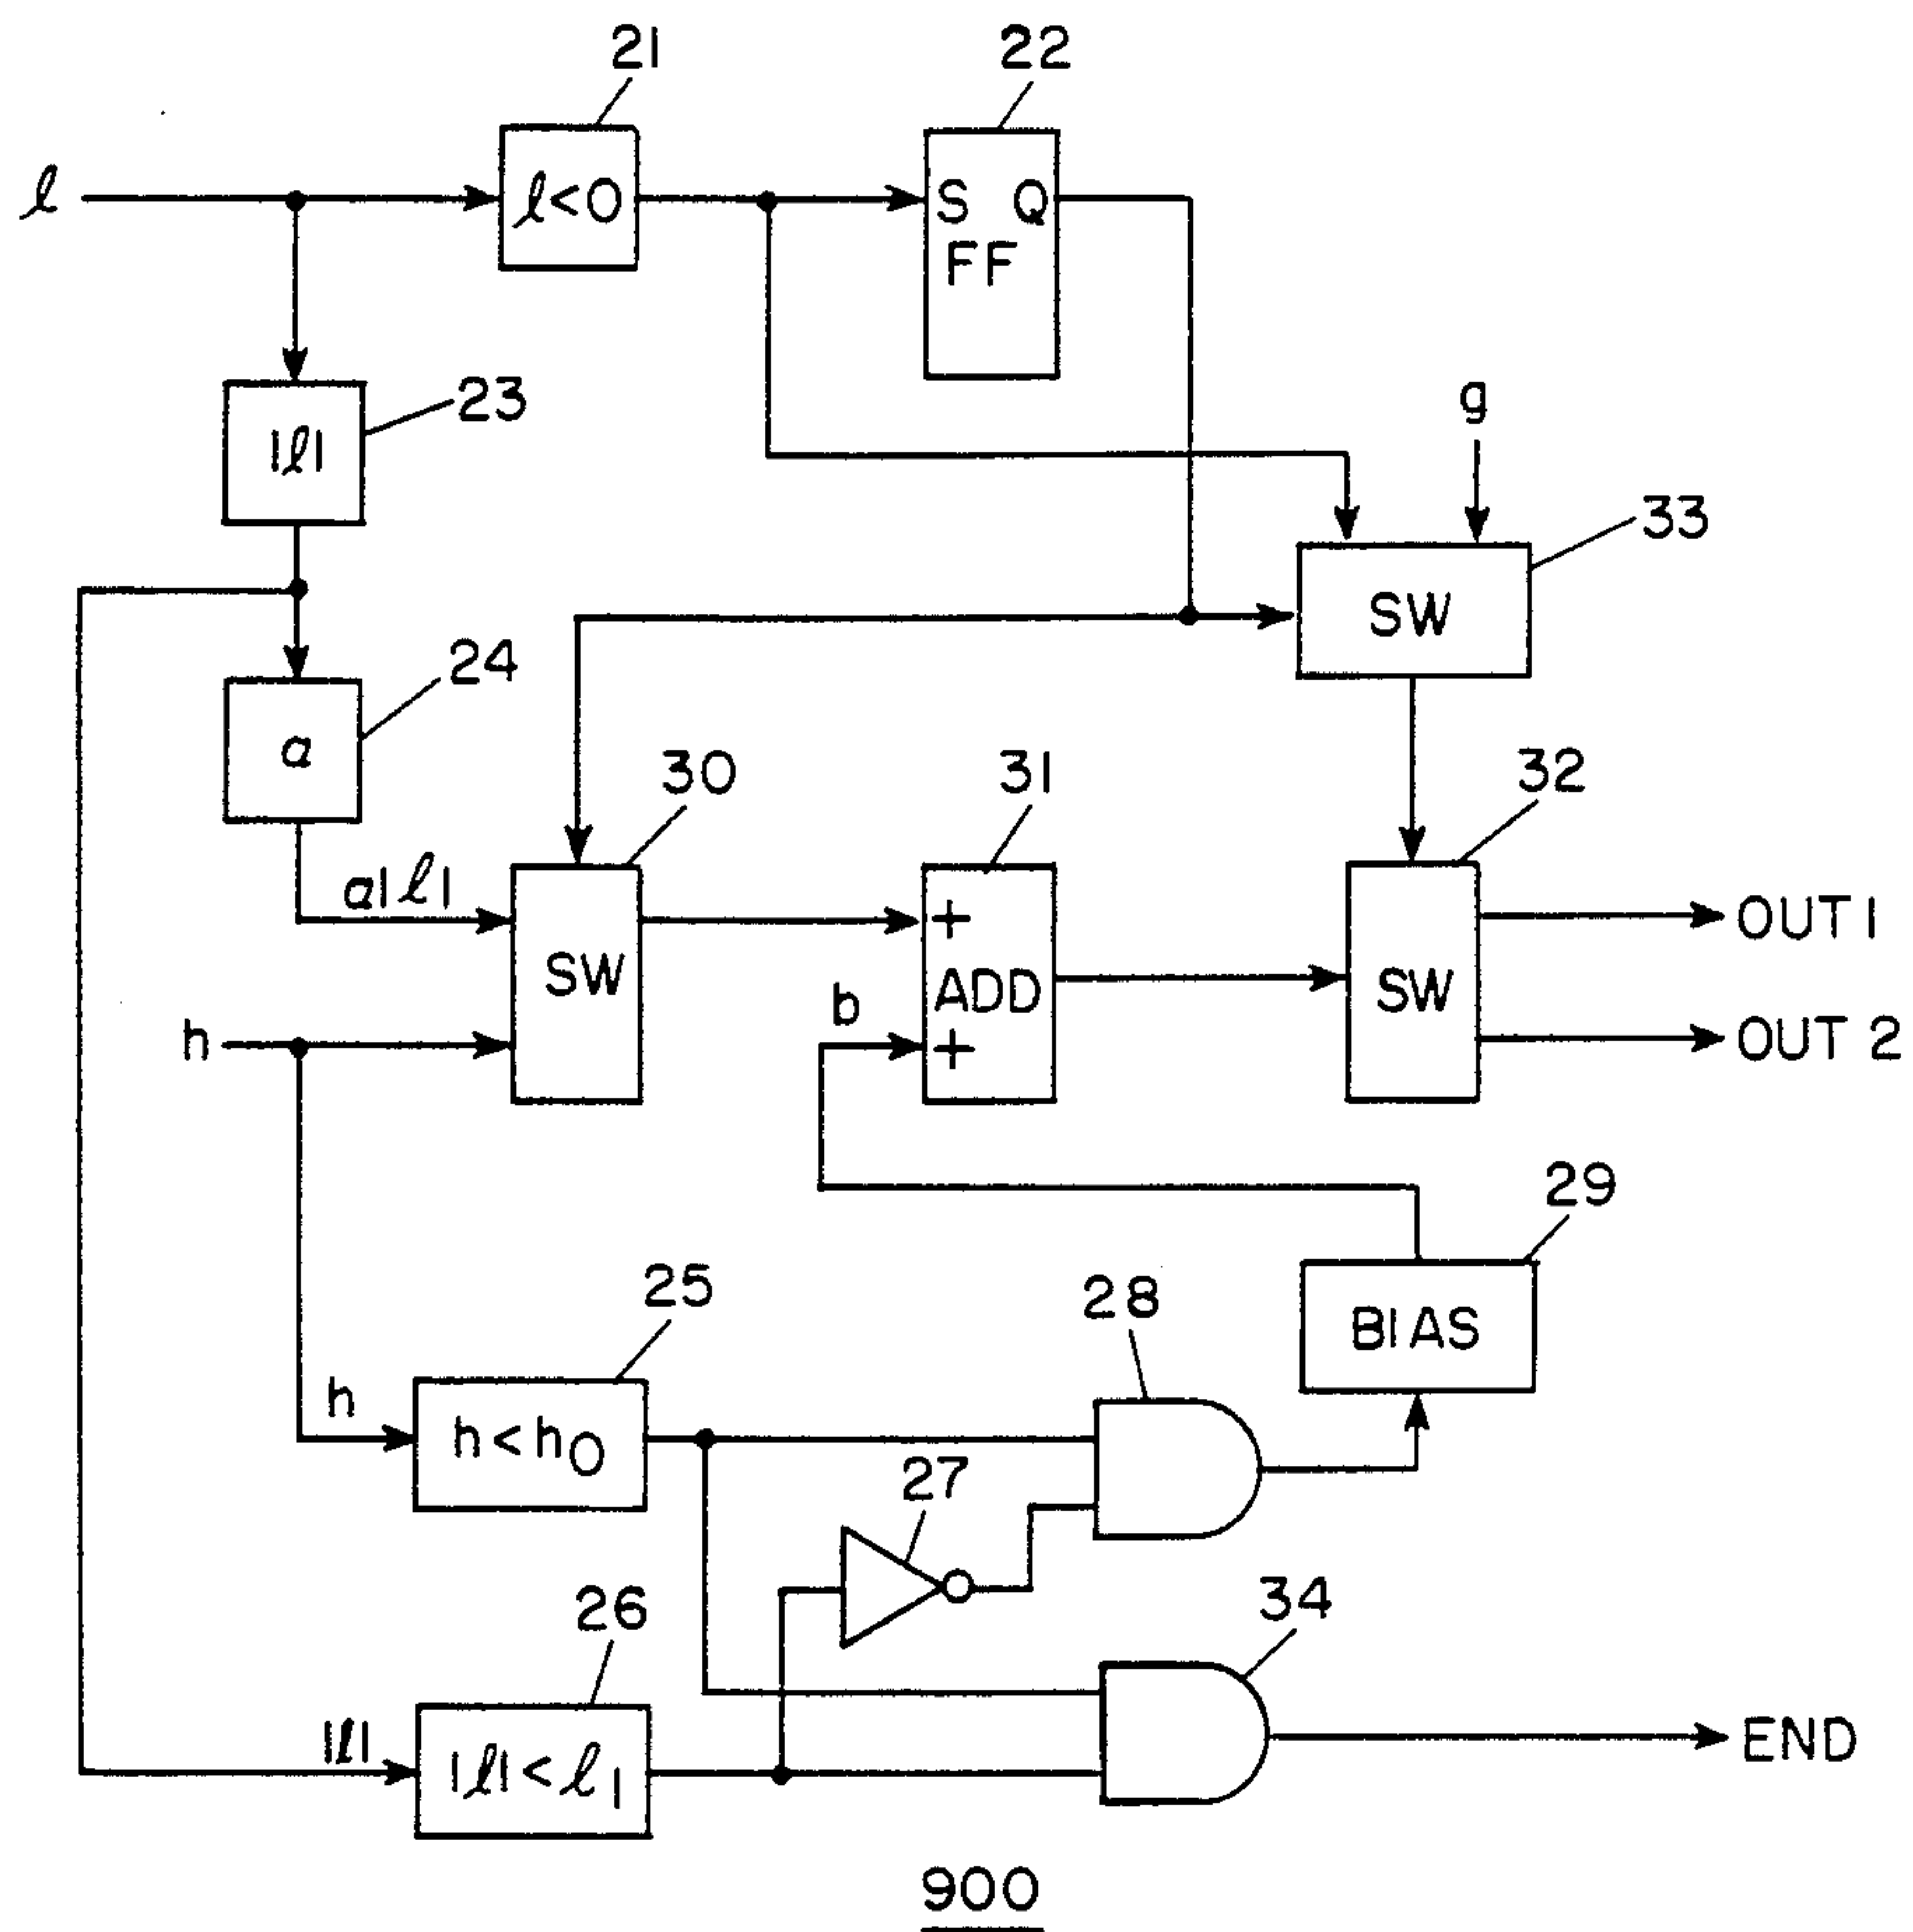 21
22
ℓ
ℓ<0
S Q
FF
g
23
|ℓ|
33
SW
24
a
30
31
32
a|ℓ|
SW
+
ADD
+
SW
OUT 1
b
h
OUT 2
29
BIAS
25
28
h
h<h0
27
26
34
|ℓ|
|ℓ|<ℓ1
END
900